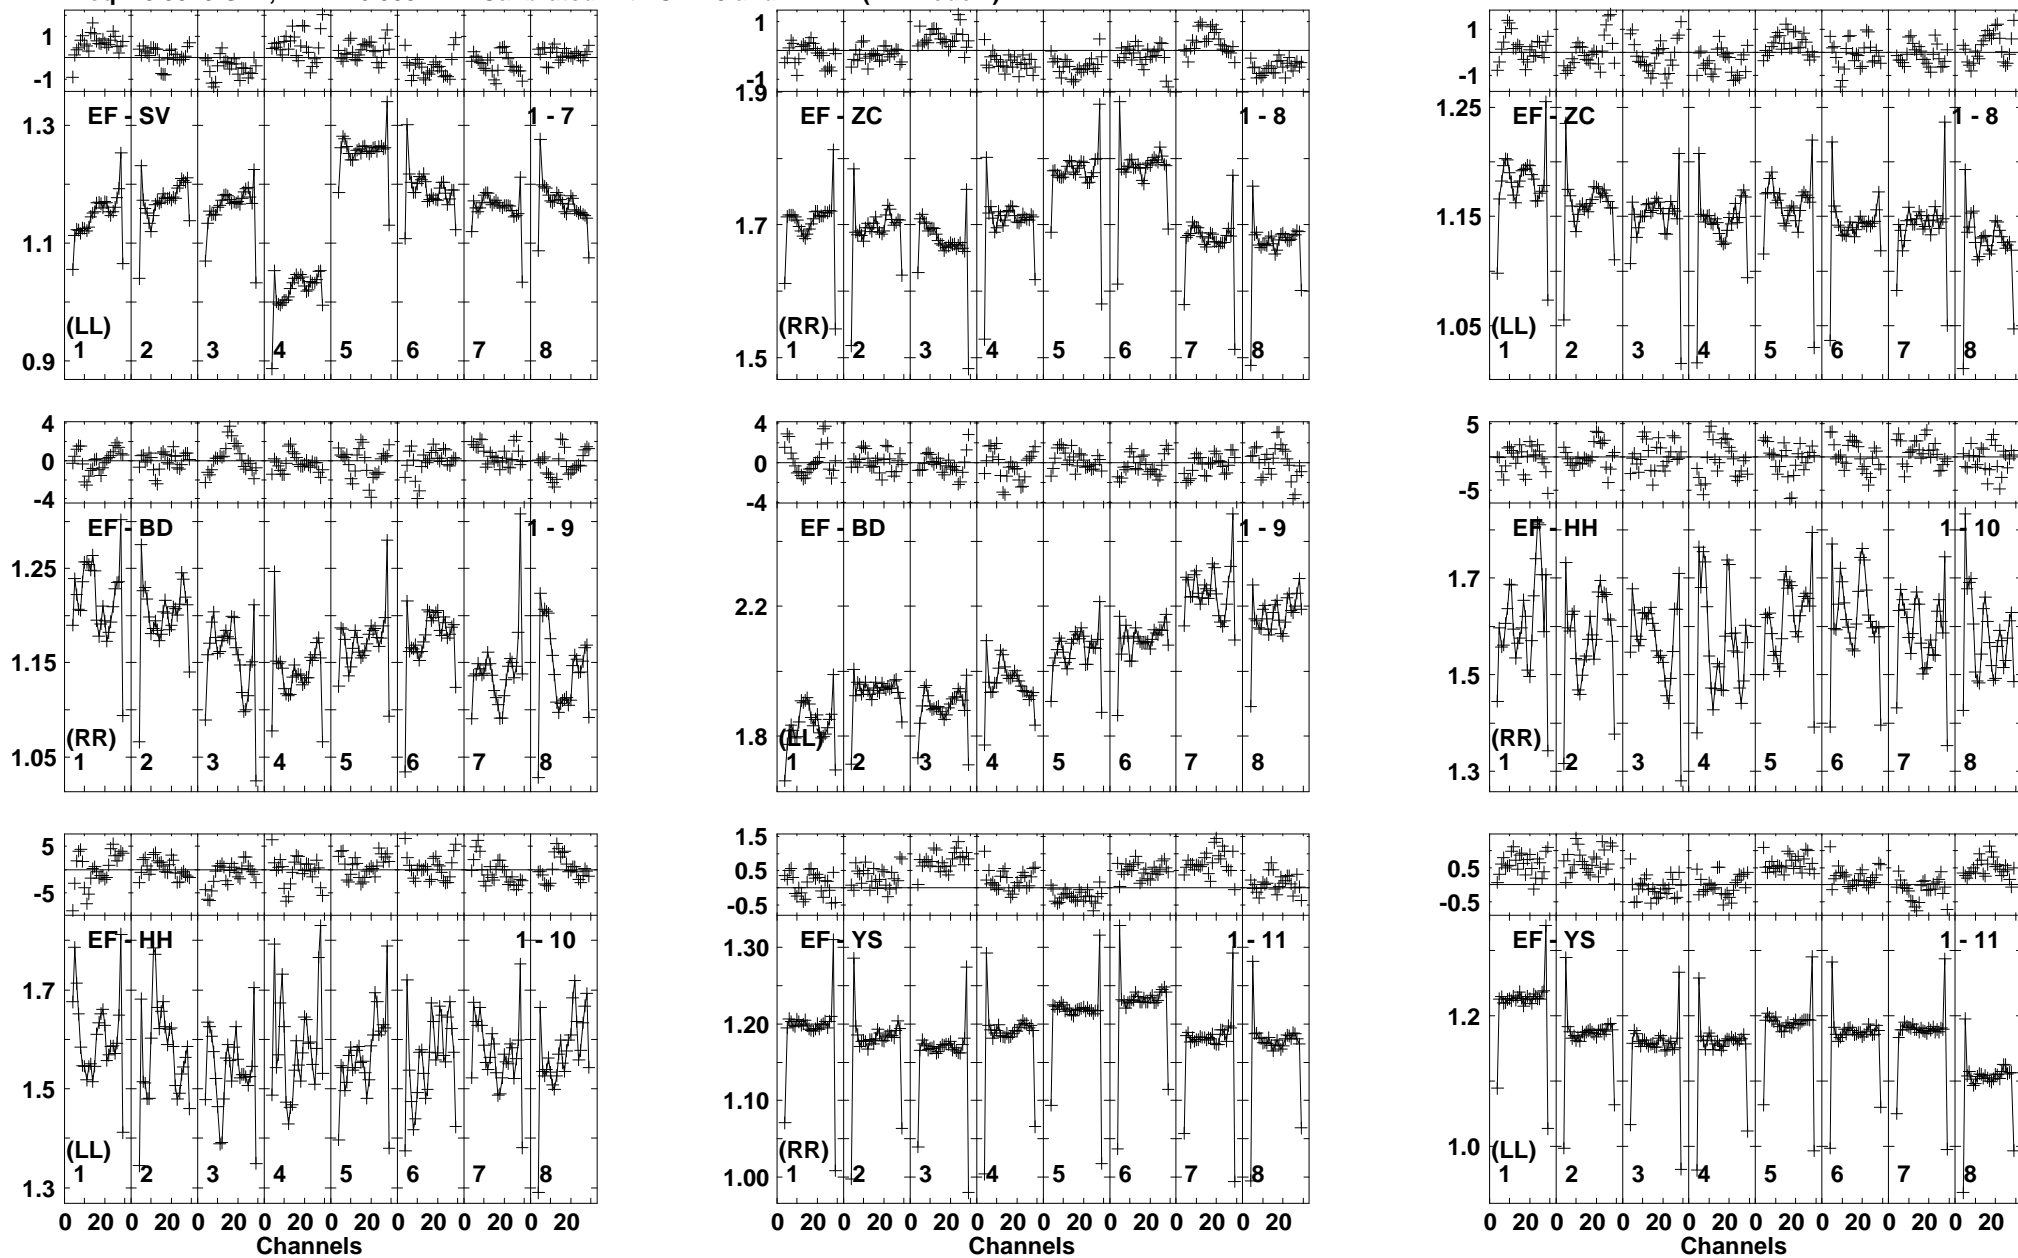 1 1 1
-1 -1 -1
EF - SV 1 - 7 1.9 EF - ZC 1 - 8 1.25 EF - ZC 1 - 8
1.3
1.1 1.7 1.15
(LL) (RR) 1.05 (LL)
1 2 3 4 5 6 7 8 1 2 3 4 5 6 7 8 1 2 3 4 5 6 7 8
0.9 1.5
4 4 5
0 0
-4 -4 -5
EF - BD 1 - 9 EF - BD 1 - 9 EF - HH 1 - 10
1.25 2.2 1.7
1.15 1.5
(RR) 1.8 (LL) (RR)
1.05 1 2 3 4 5 6 7 8 1 2 3 4 5 6 7 8 1.3 1 2 3 4 5 6 7 8
5 1.5
0.5 0.5
-5 -0.5 -0.5
EF - HH 1 - 10 1.30 EF - YS 1 - 11 EF - YS 1 - 11
1.7 1.20 1.2
1.5 1.10
(LL) (RR) 1.0 (LL)
1.3 1 2 3 4 5 6 7 8 1.00 1 2 3 4 5 6 7 8 1 2 3 4 5 6 7 8
0 20 0 20 0 20 0 20 0 20 0 20 0 20 0 20 0 20 0 20 0 20 0 20 0 20 0 20 0 20 0 20 0 20 0 20 0 20 0 20 0 20 0 20 0 20 0 20
Channels Channels Channels